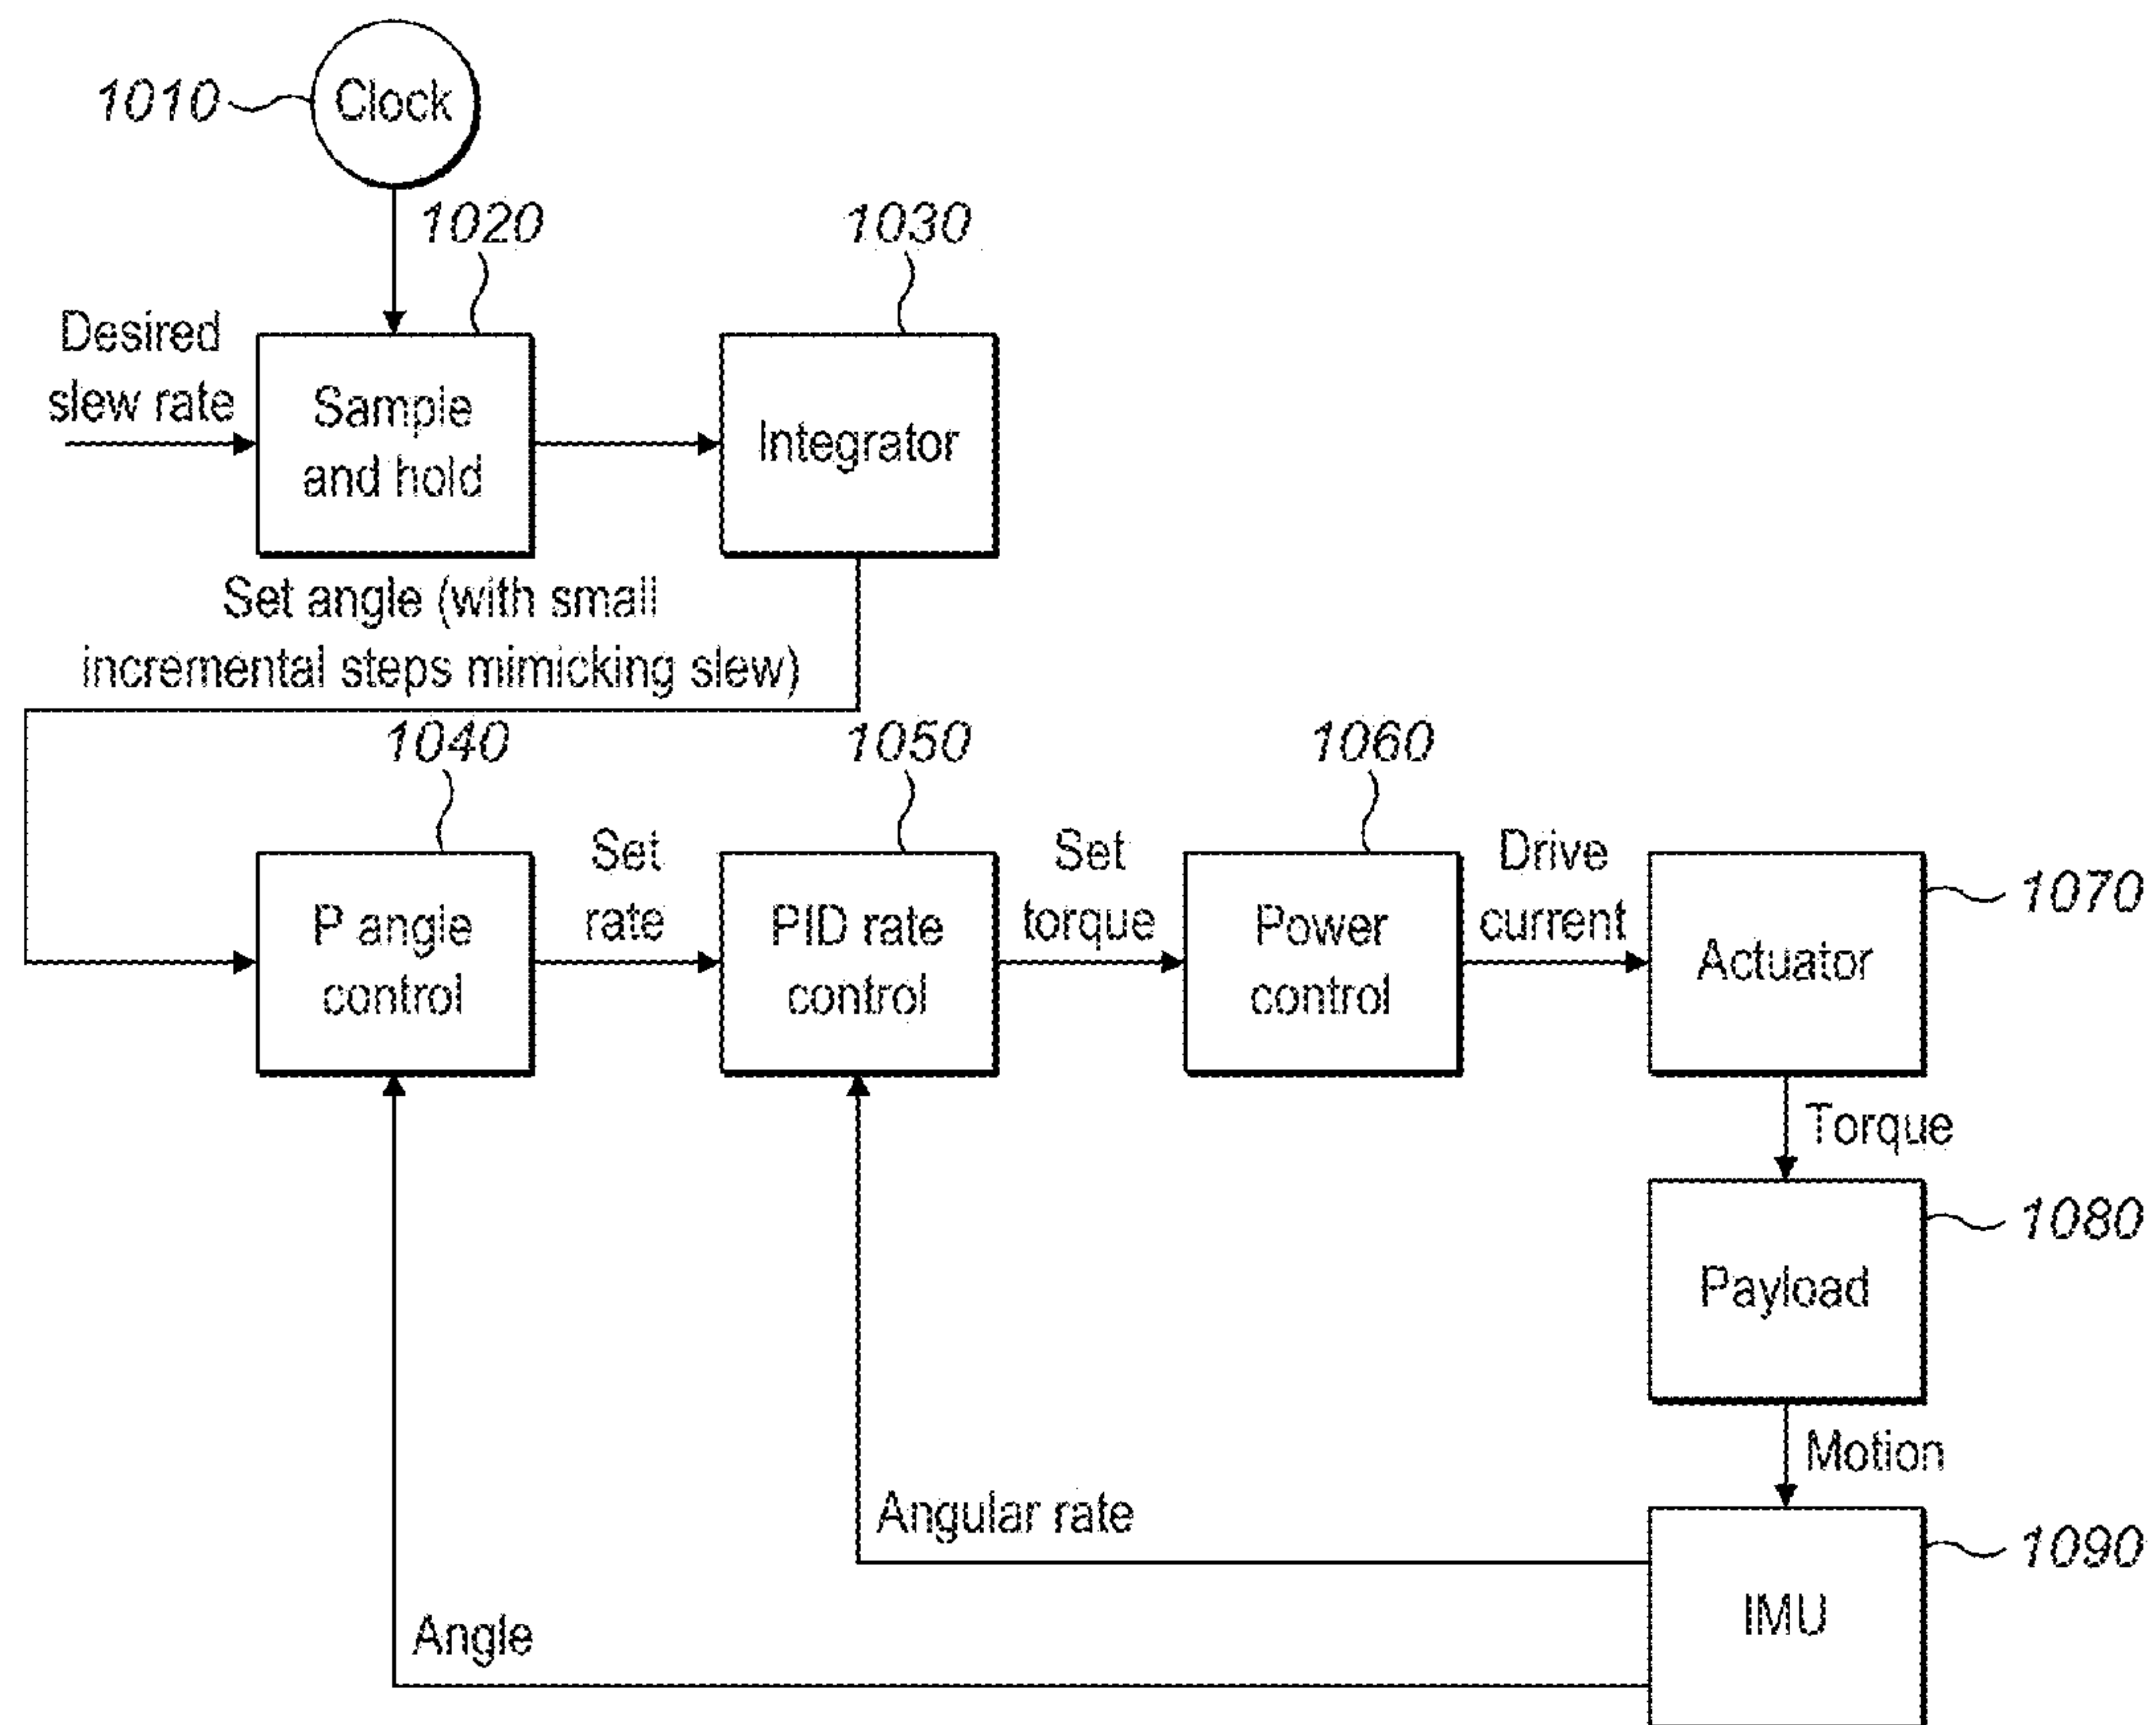 1010
Clock
1020
1030
Desired
slew rate
Sample
and hold
Integrator
Set angle (with small
incremental steps mimicking slew)
1040
1050
1060
Set
rate
Set
torque
Drive
current
1070
P angle
control
PID rate
control
Power
control
Actuator
Torque
1080
Payload
Motion
Angular rate
1090
IMU
Angle